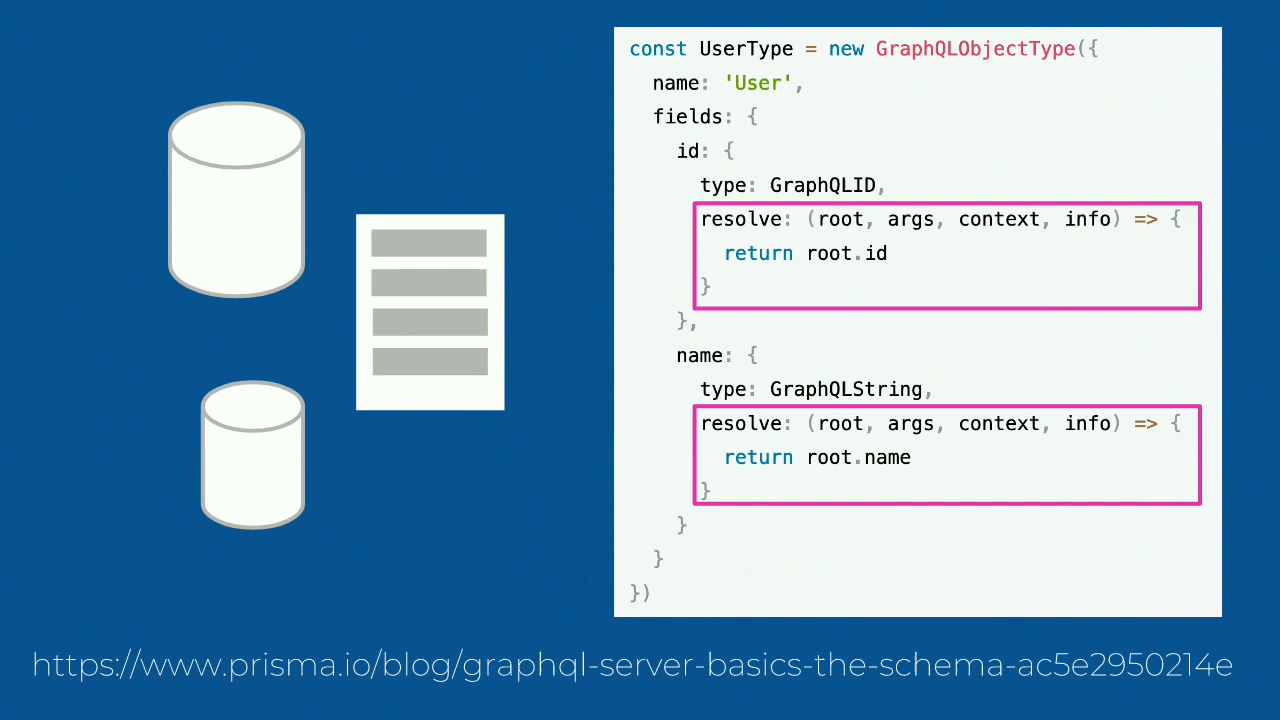 const UserType = new GraphQLObjectType({
  name: 'User',
  fields: {
    id: {
      type: GraphQLID,
      resolve: (root, args, context, info) => {
        return root.id
      }
    },
    name: {
      type: GraphQLString,
      resolve: (root, args, context, info) => {
        return root.name
      }
    }
  }
})
https://www.prisma.io/blog/graphql-server-basics-the-schema-ac5e2950214e